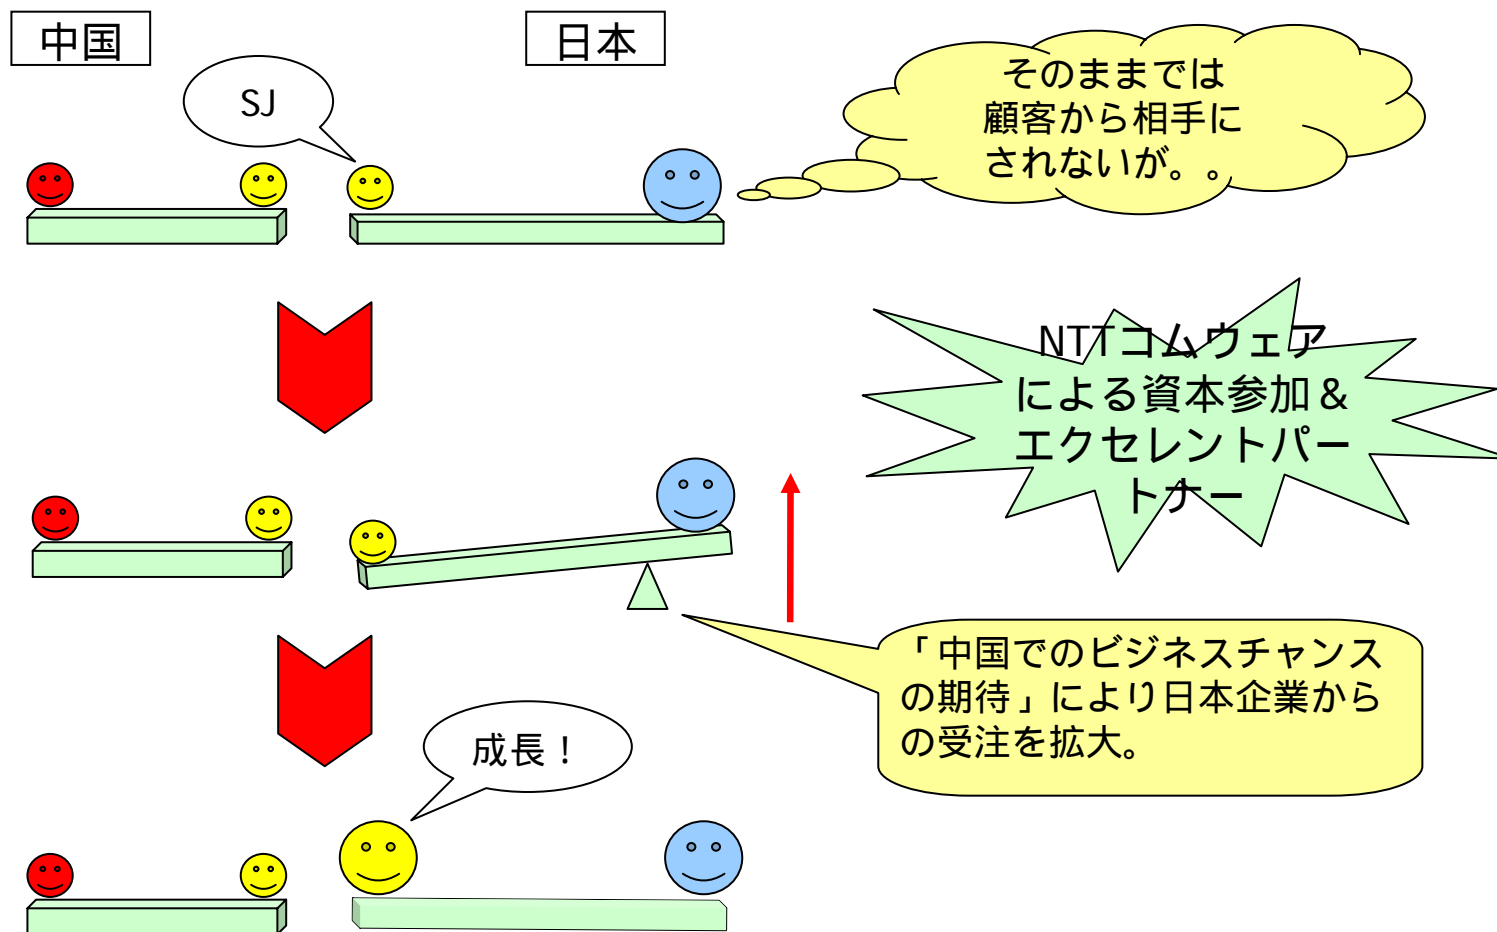 中国
日本
SJ
そのままでは
顧客から相手に
されないが。。
NTTコムウェア
による資本参加＆
エクセレントパー
トナー
「中国でのビジネスチャンス
の期待」により日本企業から
の受注を拡大。
成長！